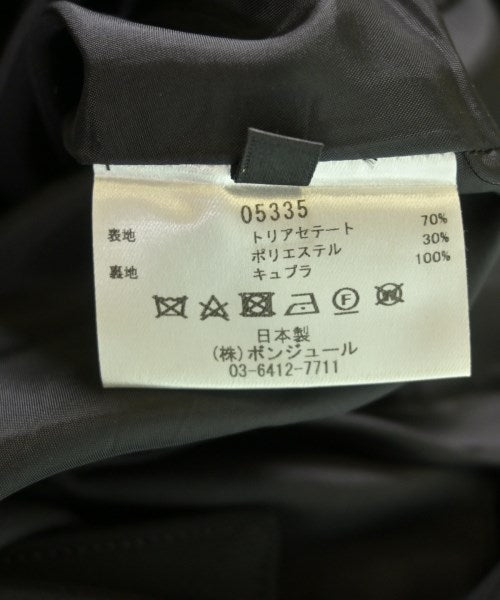 05335
表地 トリアセテート 70%
ポリエステル 30%
裏地 キュプラ 100%
日本製
(株) ボンジュール
03-6412-7711